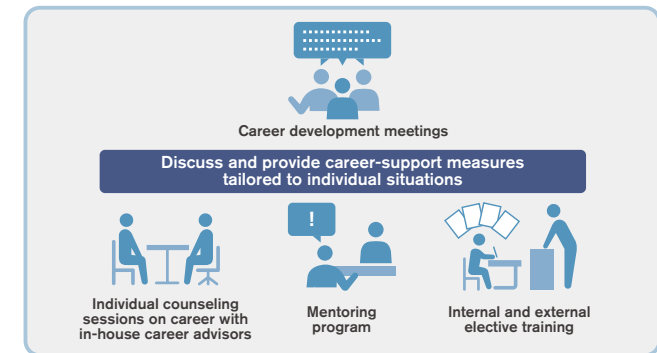 Career development meetings
Discuss and provide career-support measures
tailored to individual situations
!
Individual counseling
sessions on career with
in-house career advisors
Mentoring
program
Internal and external
elective training